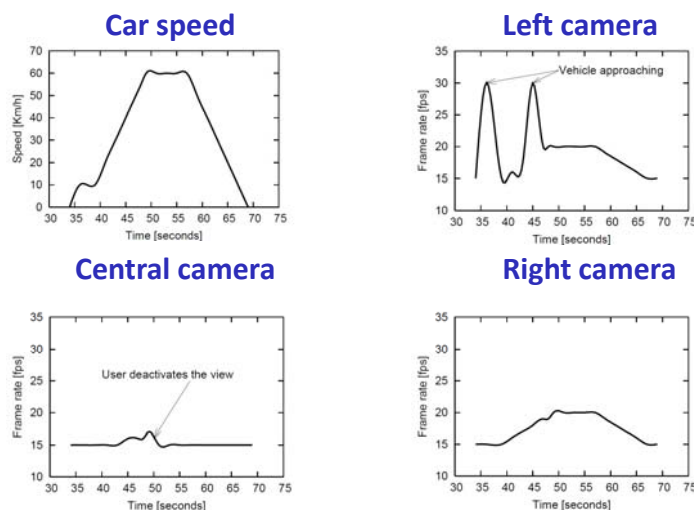 Car speed
Left camera
70
60
50
40
30
20
10
0
Speed [Km/h]
30 35 40 45 50 55 60 65 70 75
Time [seconds]
35
30
25
20
15
10
Frame rate [fps]
Vehicle approaching
30 35 40 45 50 55 60 65 70 75
Time [seconds]
Central camera
Right camera
35
30
25
20
15
10
Frame rate [fps]
User deactivates the view
30 35 40 45 50 55 60 65 70 75
Time [seconds]
35
30
25
20
15
10
Frame rate [fps]
30 35 40 45 50 55 60 65 70 75
Time [seconds]